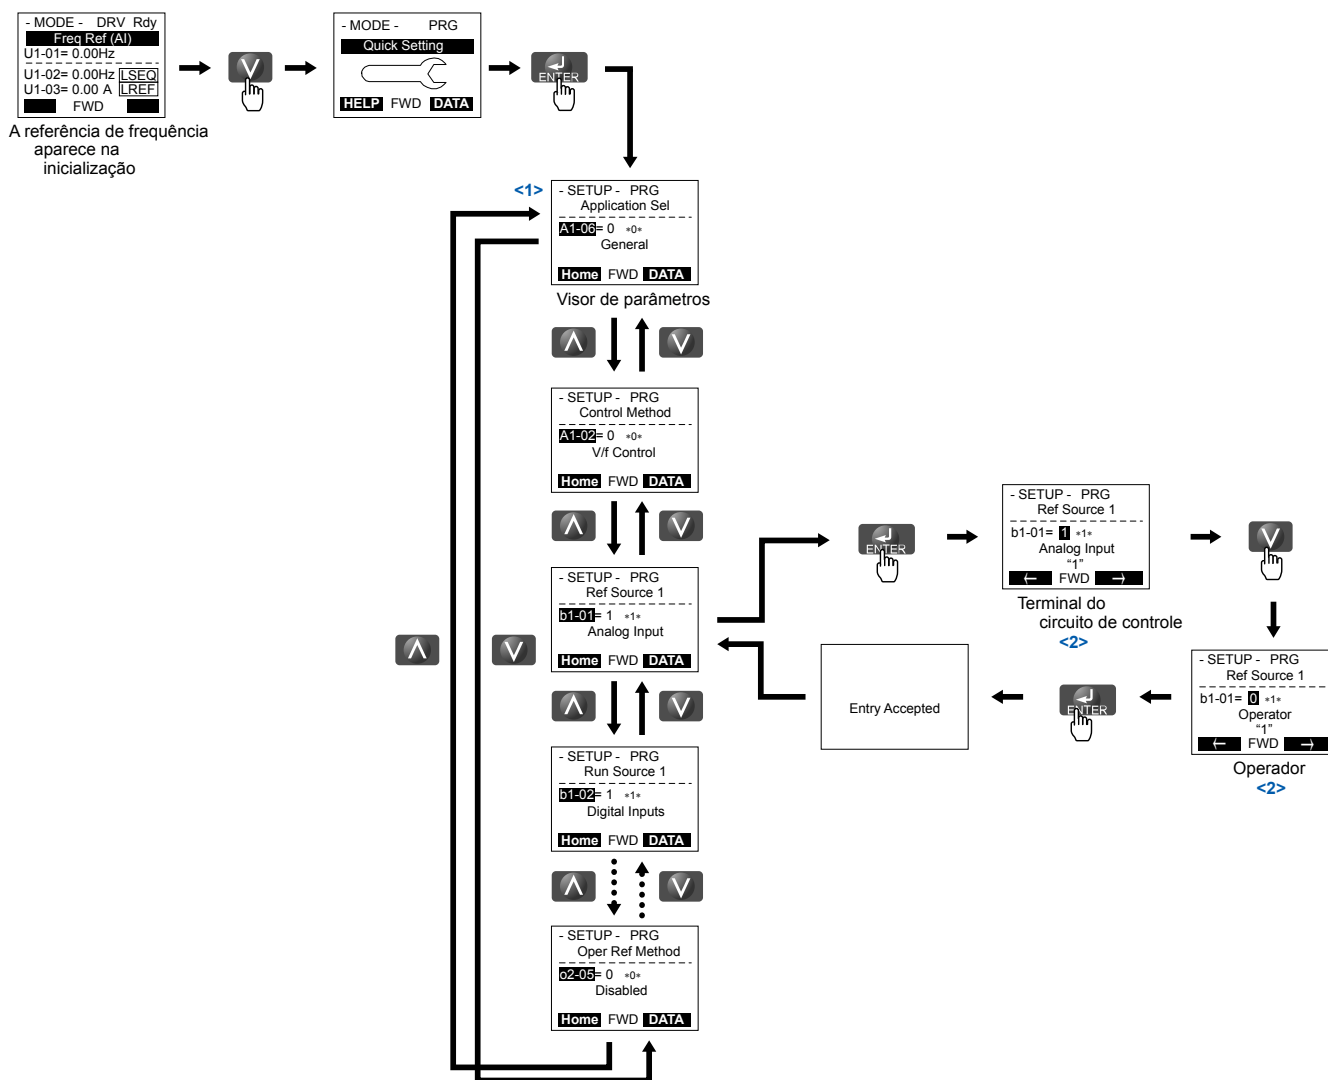 - MODE - DRV Rdy
Freq Ref (AI)
U1-01= 0.00Hz
U1-02= 0.00Hz LSEQ
U1-03= 0.00 A LREF
FWD
A referência de frequência
aparece na
inicialização
- MODE - PRG
Quick Setting
HELP FWD DATA
ENTER
<1>
- SETUP - PRG
Application Sel
A1-06= 0 *0*
General
Home FWD DATA
Visor de parâmetros
- SETUP - PRG
Control Method
A1-02= 0 *0*
V/f Control
Home FWD DATA
- SETUP - PRG
Ref Source 1
b1-01= 1 *1*
Analog Input
Home FWD DATA
ENTER
- SETUP - PRG
Ref Source 1
b1-01= 1 *1*
Analog Input
“1”
← FWD →
Terminal do
circuito de controle
<2>
- SETUP - PRG
Ref Source 1
b1-01= 0 *1*
Operator
“1”
← FWD →
Operador
<2>
ENTER
Entry Accepted
- SETUP - PRG
Run Source 1
b1-02= 1 *1*
Digital Inputs
Home FWD DATA
- SETUP - PRG
Oper Ref Method
o2-05= 0 *0*
Disabled
Home FWD DATA